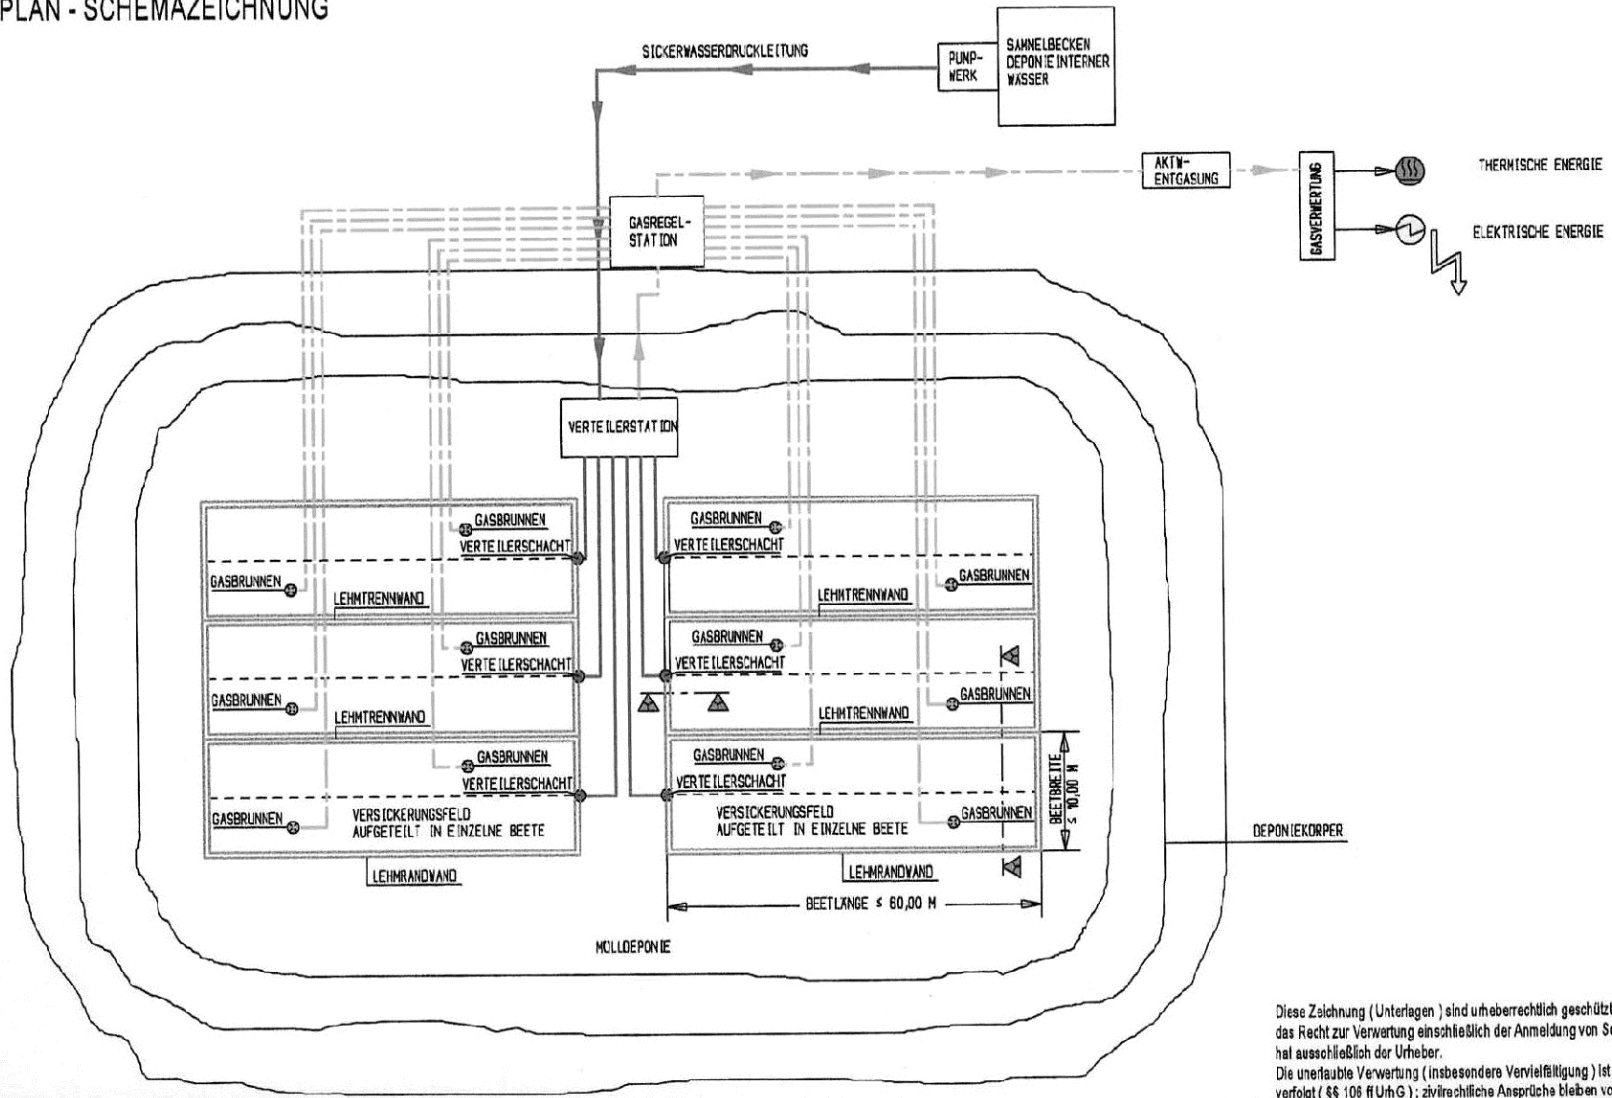 PLAN - SCHEMAZEICHNUNG
SICKERWASSERDRUCKLEITUNG
PUMP-
WERK
SAMMELBECKEN
DEPONIEINTERNER
WÄSSER
AKTIV-
ENTGASUNG
GASVERWERTUNG
THERMISCHE ENERGIE
ELEKTRISCHE ENERGIE
GASREGEL-
STATION
VERTEILERSTATION
GASBRUNNEN
VERTEILERSCHACHT
GASBRUNNEN
LEHMTRENNWAND
GASBRUNNEN
VERTEILERSCHACHT
GASBRUNNEN
LEHMTRENNWAND
GASBRUNNEN
VERTEILERSCHACHT
GASBRUNNEN
VERSICKERUNGSFELD
AUFGETEILT IN EINZELNE BEETE
LEHMRANDWAND
GASBRUNNEN
VERTEILERSCHACHT
GASBRUNNEN
LEHMTRENNWAND
GASBRUNNEN
VERTEILERSCHACHT
GASBRUNNEN
LEHMTRENNWAND
GASBRUNNEN
VERTEILERSCHACHT
GASBRUNNEN
VERSICKERUNGSFELD
AUFGETEILT IN EINZELNE BEETE
LEHMRANDWAND
BEETBREITE
≤ 10,00 M
BEETLÄNGE ≤ 60,00 M
DEPONIEKÖRPER
MÜLLDEPONIE
Diese Zeichnung ( Unterlagen ) sind urheberrechtlich geschützt
das Recht zur Verwertung einschließlich der Anmeldung von
hat ausschließlich der Urheber.
Die unerlaubte Verwertung ( insbesondere Vervielfältigung ) ist
verfolgt ( §§ 106 ff UrhG ) ; zivilrechtliche Ansprüche bleiben